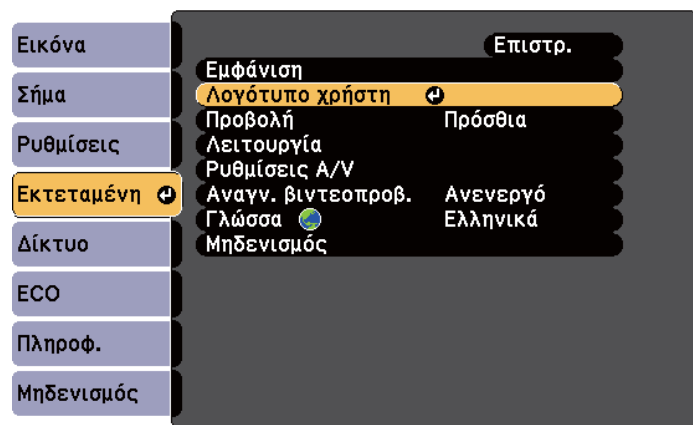 Εικόνα
Σήμα
Ρυθμίσεις
Εκτεταμένη
Δίκτυο
ECO
Πληροφ.
Μηδενισμός
Επιστρ.
Εμφάνιση
Λογότυπο χρήστη
Προβολή Πρόσθια
Λειτουργία
Ρυθμίσεις A/V
Αναγν. βιντεοπροβ. Ανενεργό
Γλώσσα Ελληνικά
Μηδενισμός